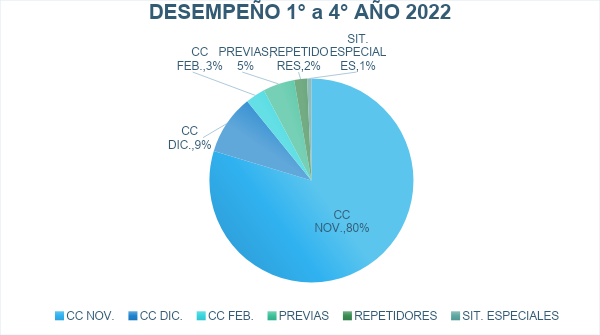 DESEMPEÑO 1° a 4° AÑO 2022
CC
FEB.,3%
PREVIAS
5%
REPETIDO
RES,2%
SIT.
ESPECIAL
ES,1%
CC
DIC.,9%
CC
NOV.,80%
CC NOV.
CC DIC.
CC FEB.
PREVIAS
REPETIDORES
SIT. ESPECIALES